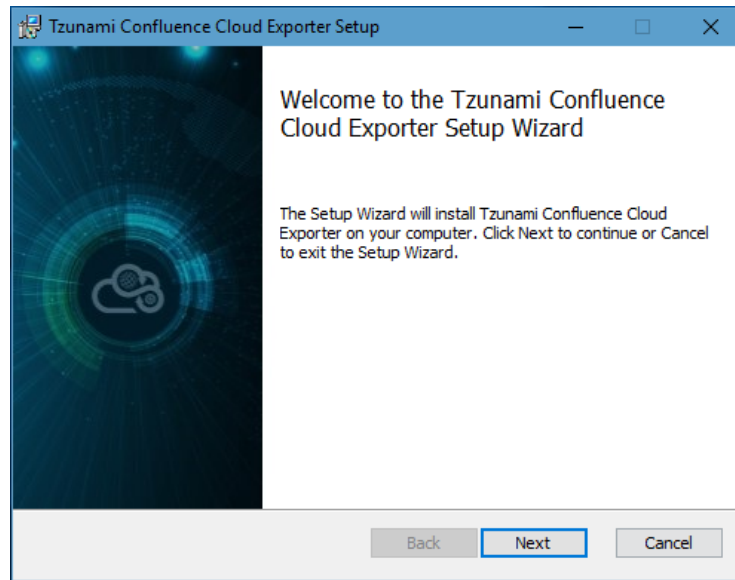 Tzunami Confluence Cloud Exporter Setup
Welcome to the Tzunami Confluence
Cloud Exporter Setup Wizard
The Setup Wizard will install Tzunami Confluence Cloud
Exporter on your computer. Click Next to continue or Cancel
to exit the Setup Wizard.
Back Next Cancel